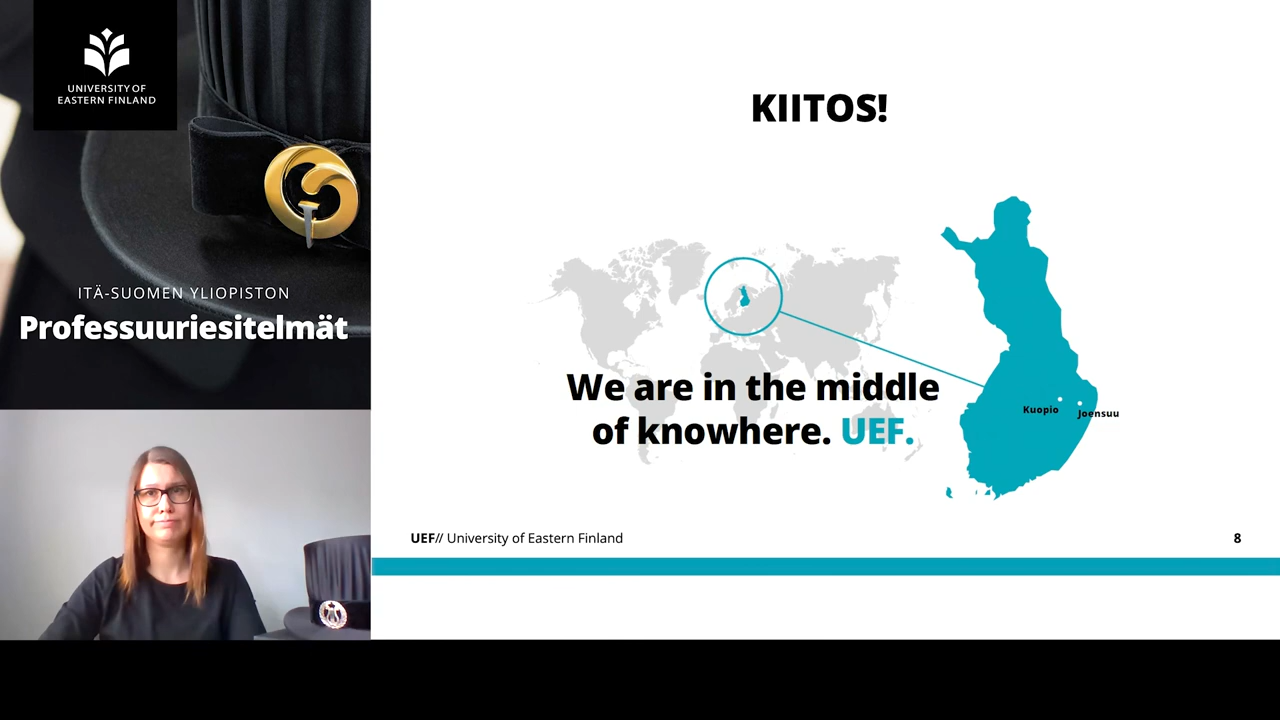 UNIVERSITY OF
EASTERN FINLAND
ITÄ-SUOMEN YLIOPISTON
Professuuriesitelmät
KIITOS!
We are in the middle
of knowhere. UEF.
Kuopio
Joensuu
UEF// University of Eastern Finland
8